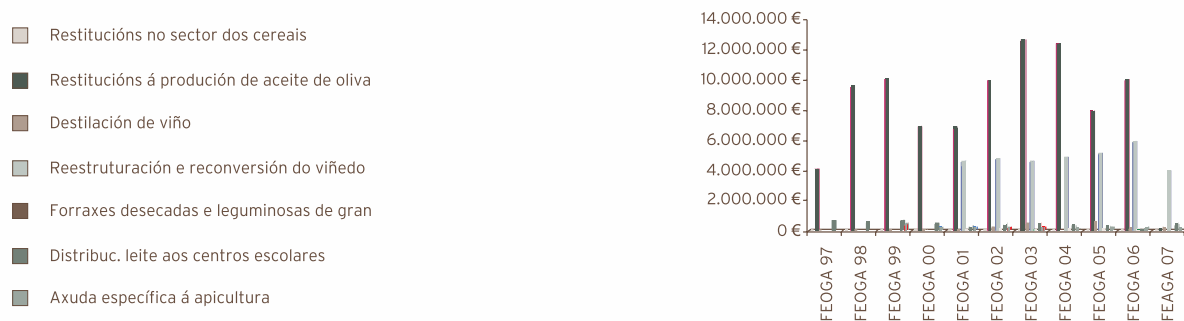 Restitucións no sector dos cereais
Restitucións á produción de aceite de oliva
Destilación de viño
Reestruturación e reconversión do viñedo
Forraxes desecadas e leguminosas de gran
Distribuc. leite aos centros escolares
Axuda específica á apicultura
14.000.000 €
12.000.000 €
10.000.000 €
8.000.000 €
6.000.000 €
4.000.000 €
2.000.000 €
0 €
FEOGA 97
FEOGA 98
FEOGA 99
FEOGA 00
FEOGA 01
FEOGA 02
FEOGA 03
FEOGA 04
FEOGA 05
FEOGA 06
FEAGA 07